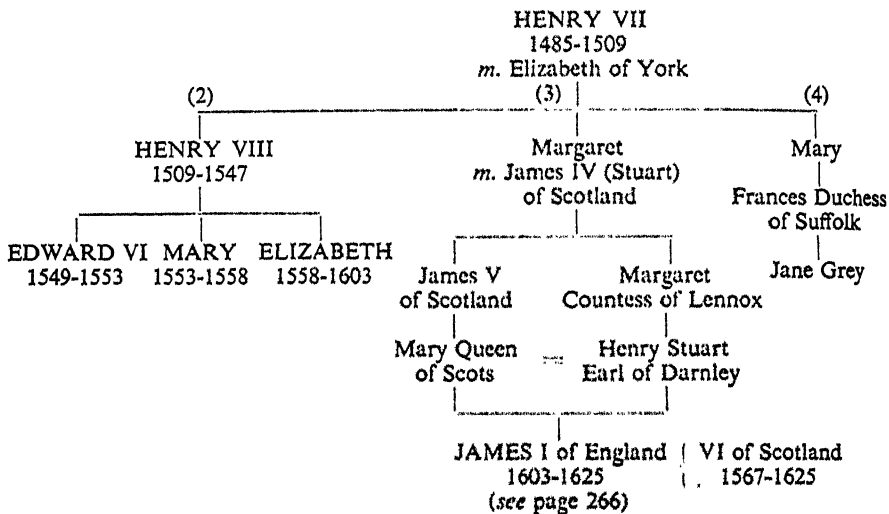 HENRY VII
1485-1509
m. Elizabeth of York
(2) (3) (4)
HENRY VIII
1509-1547
Margaret
m. James IV (Stuart)
of Scotland
Mary
Frances Duchess
of Suffolk
Jane Grey
EDWARD VI MARY ELIZABETH
1549-1553 1553-1558 1558-1603
James V
of Scotland
Margaret
Countess of Lennox
Mary Queen
of Scots
=
Henry Stuart
Earl of Darnley
JAMES I of England
1603-1625
(see page 266)
VI of Scotland
1567-1625